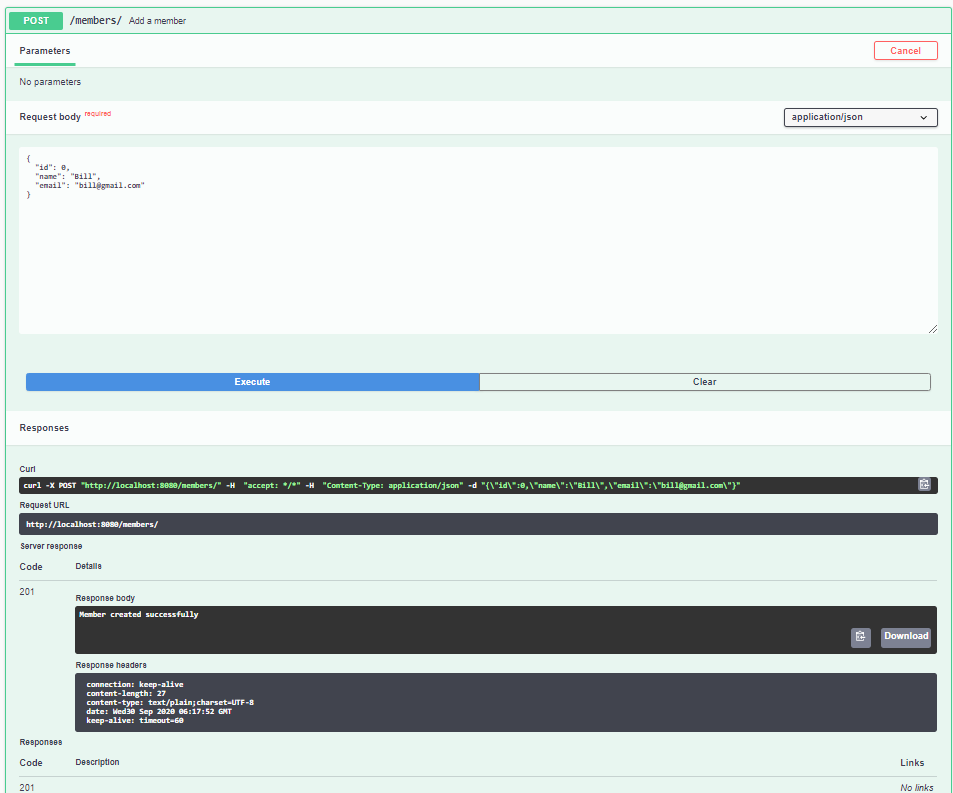 POST /members/ Add a member
Parameters
Cancel
No parameters
Request body required
application/json
{
"id": 0,
"name": "Bill",
"email": "bill@gmail.com"
}
Execute
Clear
Responses
Curl
curl -X POST "http://localhost:8080/members/" -H  "accept: */*" -H  "Content-Type: application/json" -d "{\"id\":0,\"name\":\"Bill\",\"email\":\"bill@gmail.com\"}"
Request URL
http://localhost:8080/members/
Server response
Code Details
201
Response body
Member created successfully
Download
Response headers
connection: keep-alive
content-length: 27
content-type: text/plain;charset=UTF-8
date: Wed30 Sep 2020 06:17:52 GMT
keep-alive: timeout=60
Responses
Code Description Links
201 No links